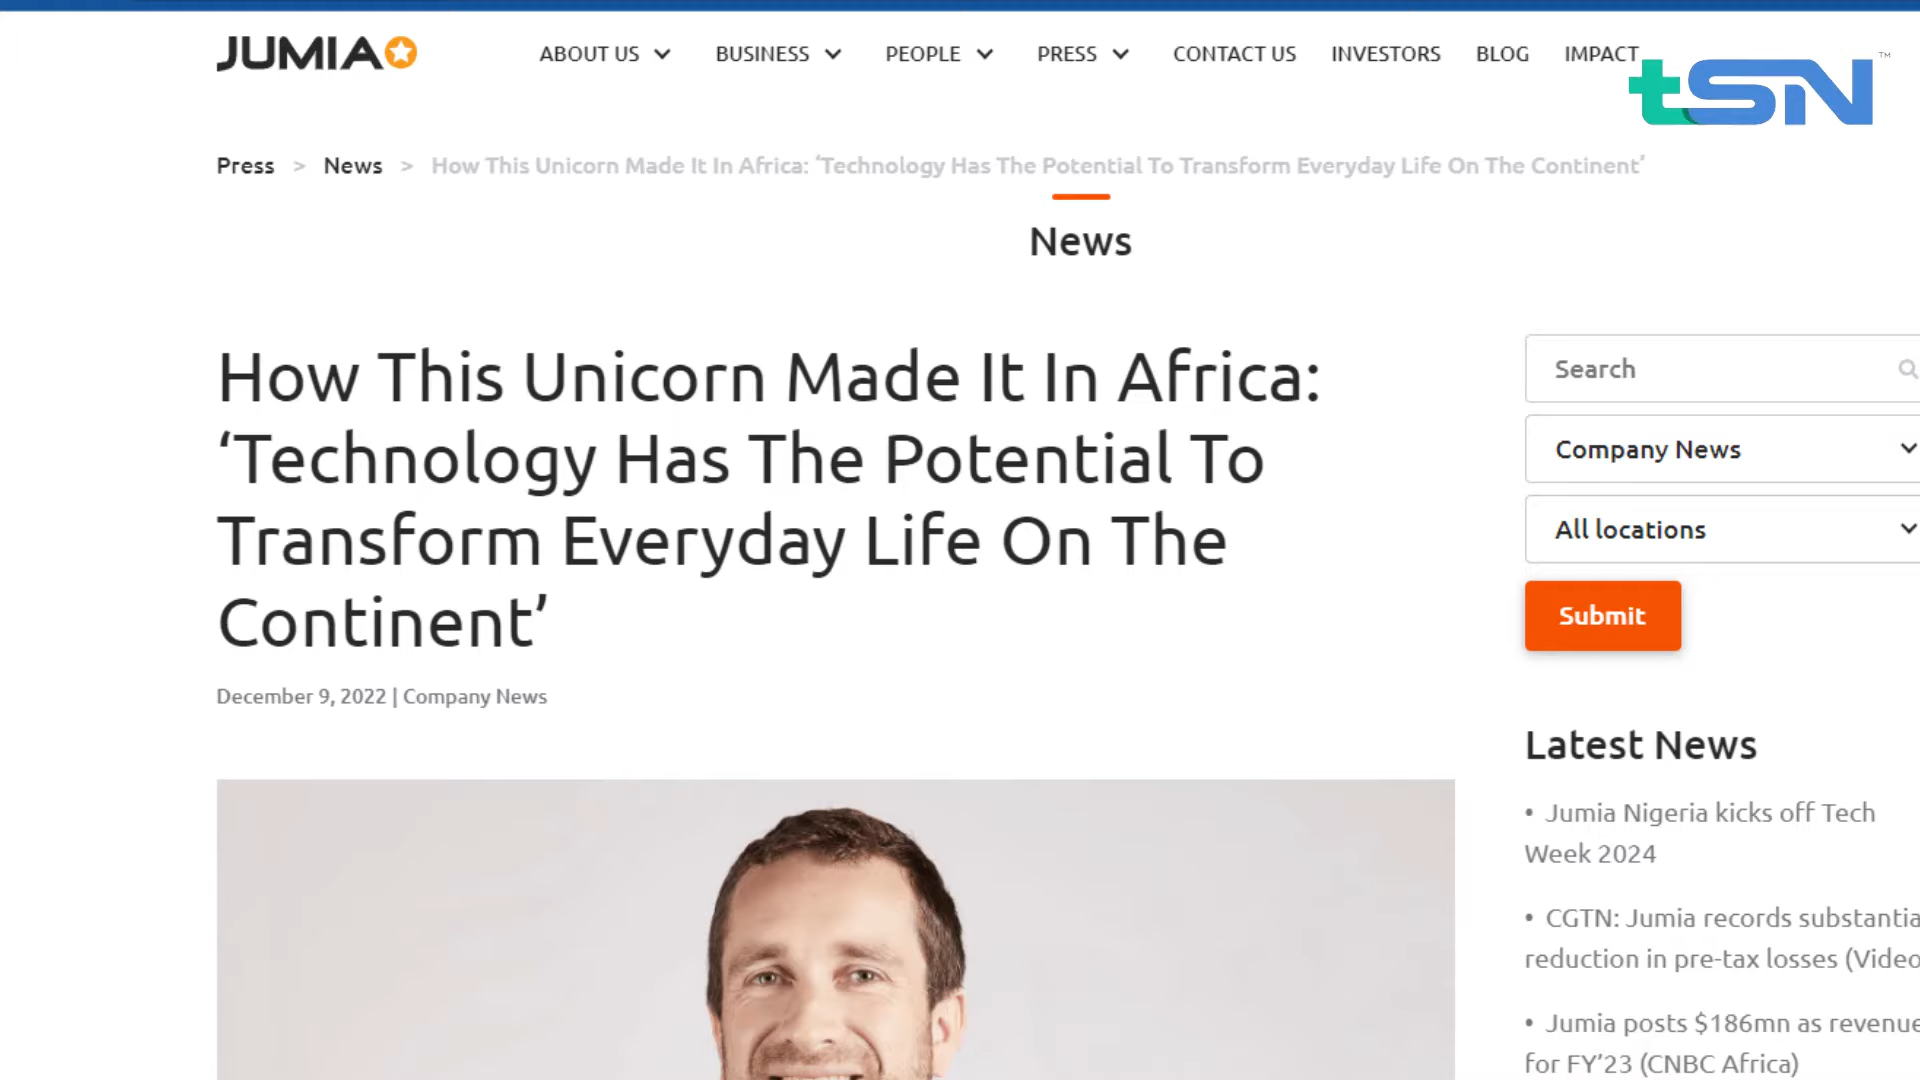 JUMIA
ABOUT US
BUSINESS
PEOPLE
PRESS
CONTACT US
INVESTORS
BLOG
IMPACT
tSN™
Press > News > How This Unicorn Made It In Africa: ‘Technology Has The Potential To Transform Everyday Life On The Continent’
News
How This Unicorn Made It In Africa:
‘Technology Has The Potential To
Transform Everyday Life On The
Continent’
December 9, 2022 | Company News
Search
Company News
All locations
Submit
Latest News
• Jumia Nigeria kicks off Tech
Week 2024
• CGTN: Jumia records substantia
reduction in pre-tax losses (Video
• Jumia posts $186mn as revenue
for FY’23 (CNBC Africa)